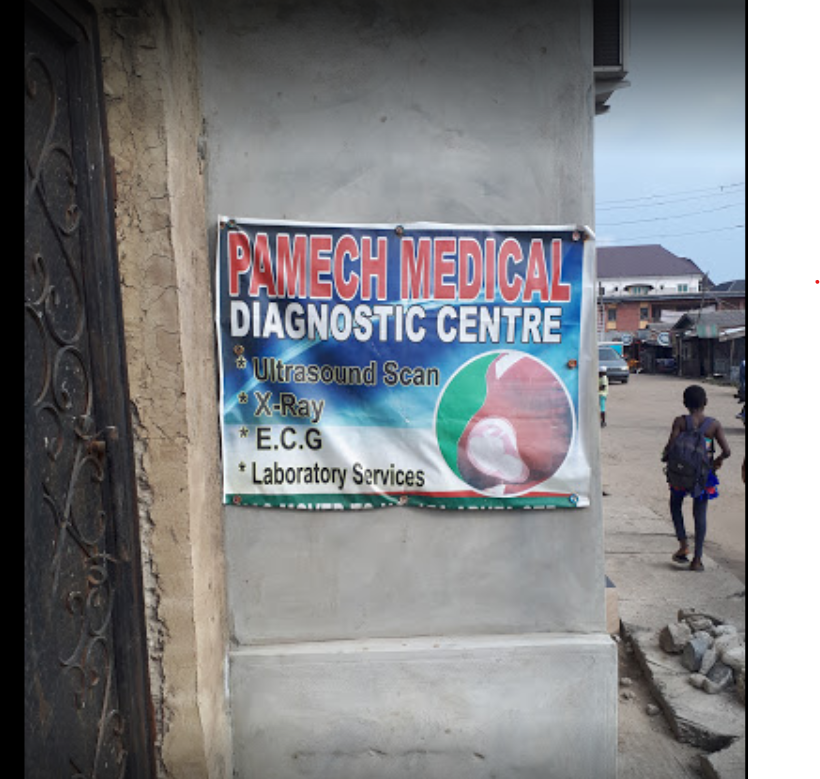 PAMECH MEDICAL
DIAGNOSTIC CENTRE
* Ultrasound Scan
* X-Ray
* E.C.G
* Laboratory Services